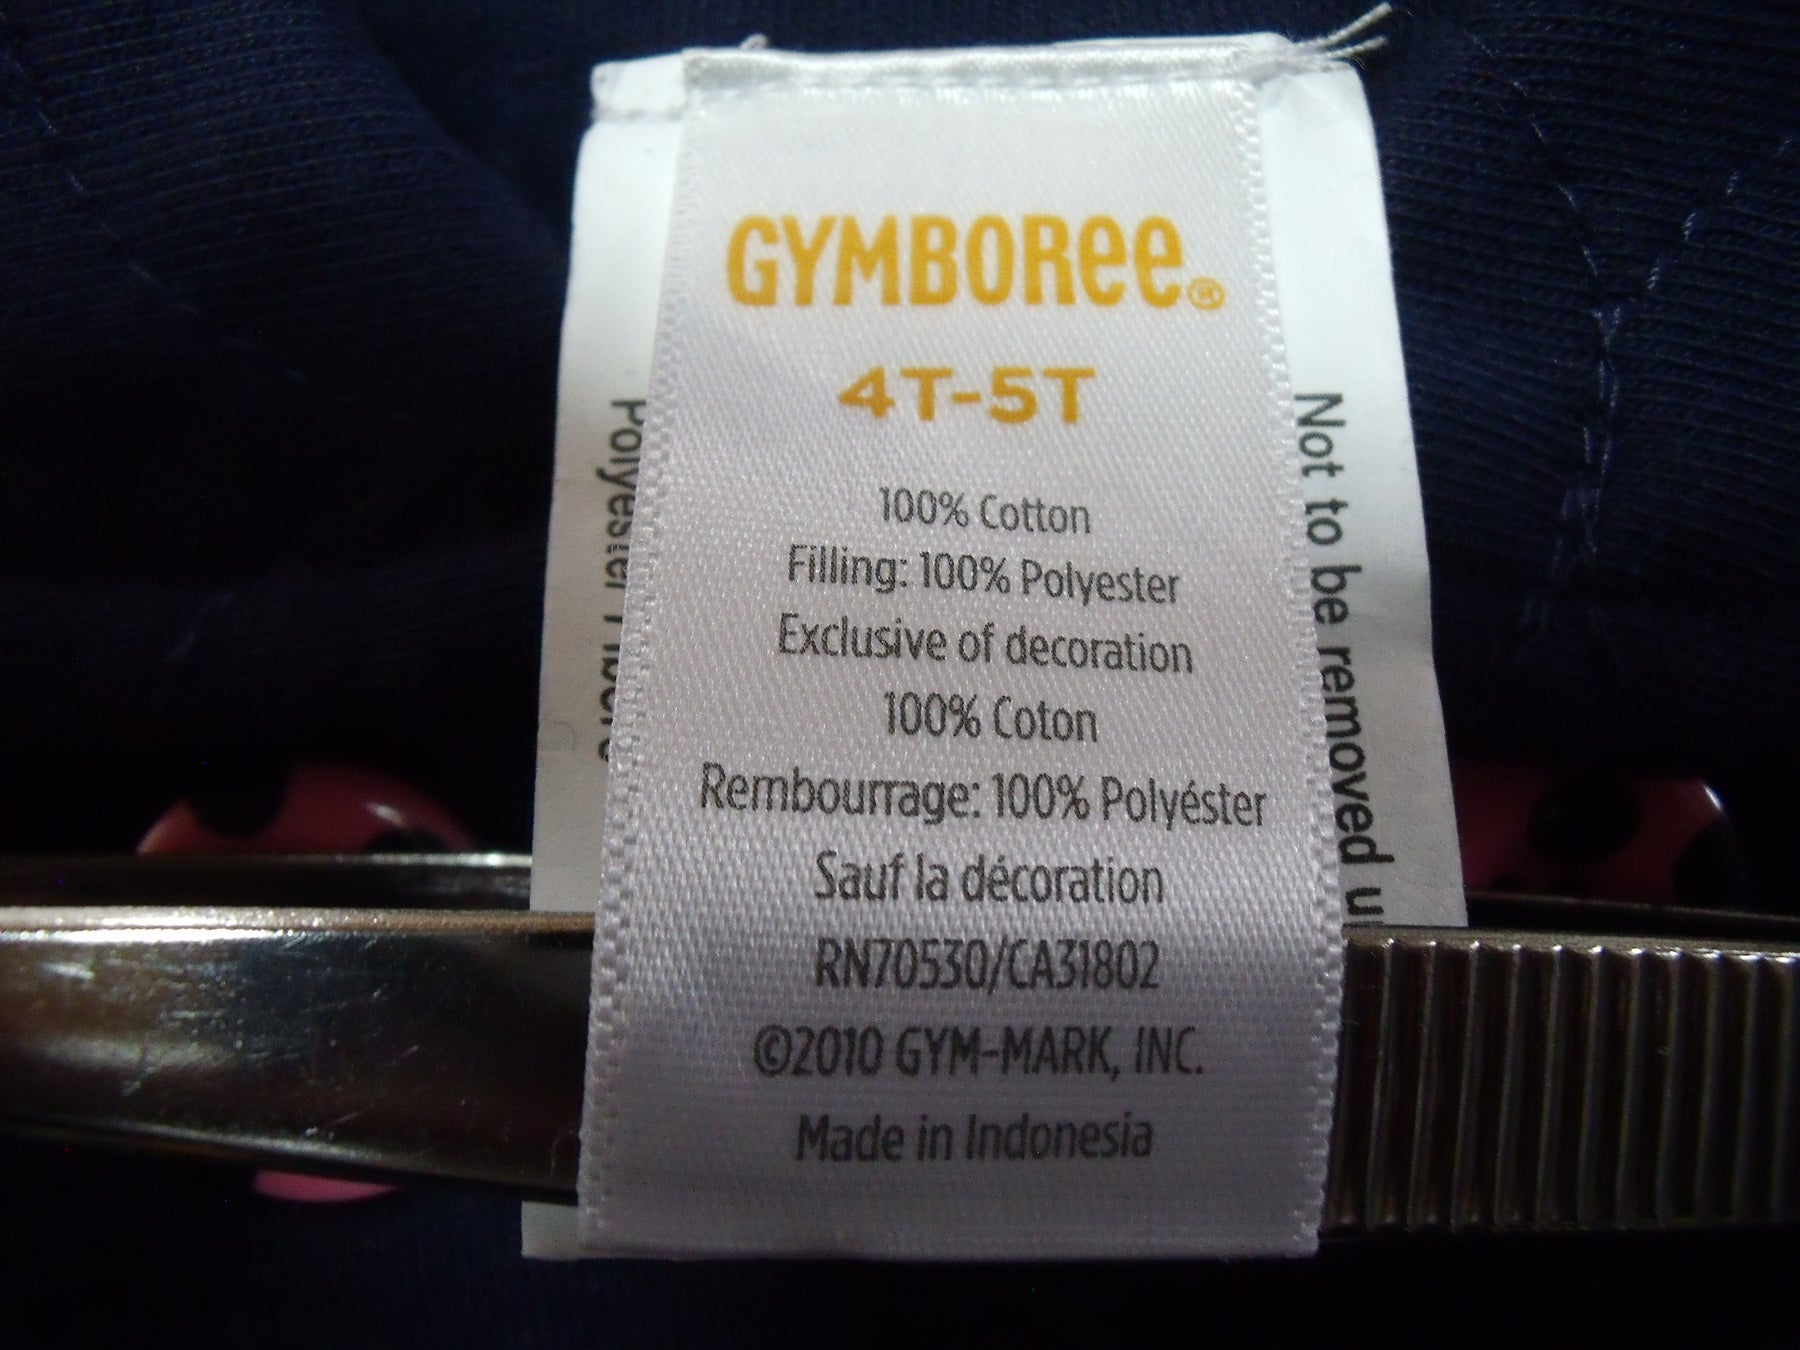 GYMBOREE®
4T-5T
100% Cotton
Filling: 100% Polyester
Exclusive of decoration
100% Coton
Rembourrage: 100% Polyéster
Sauf la décoration
RN70530/CA31802
©2010 GYM-MARK, INC.
Made in Indonesia
Polyester Fibers
Not to be removed u